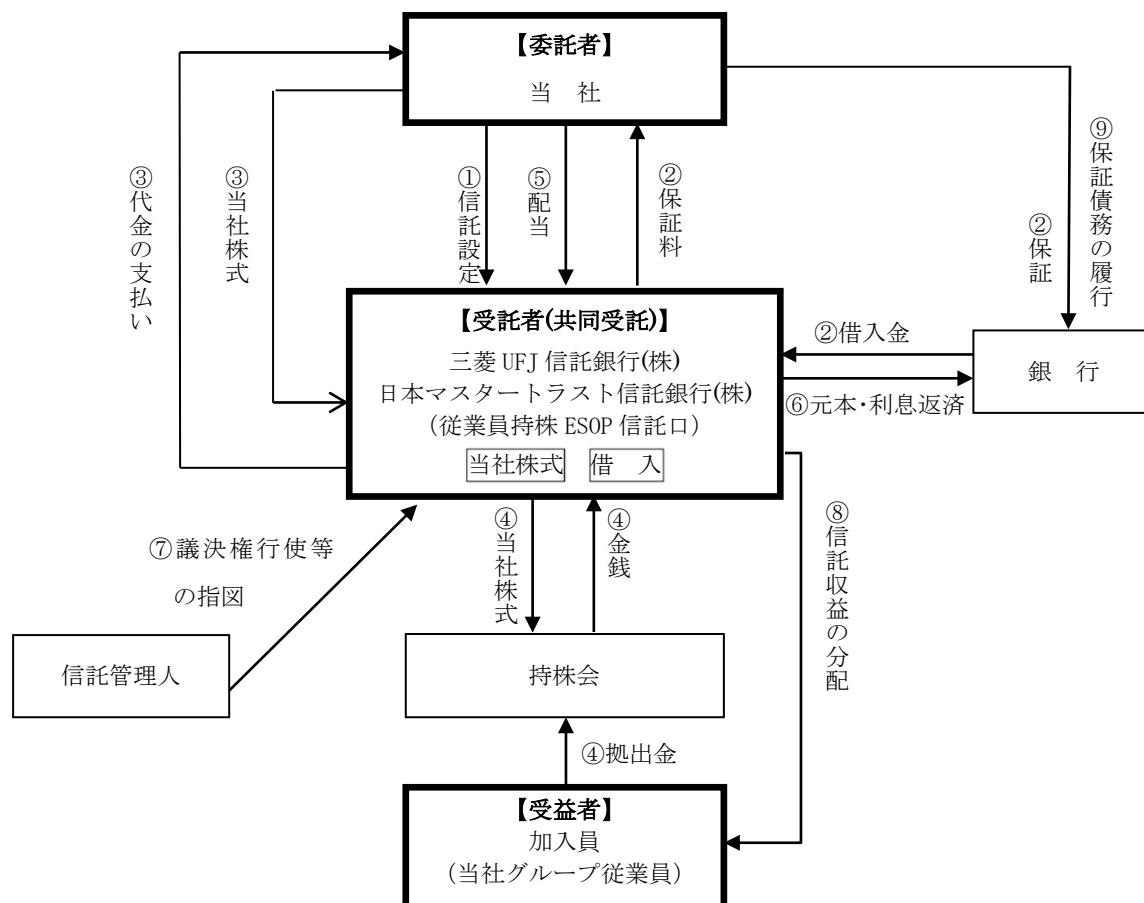 【委託者】
当 社
③代金の支払い
③当社株式
①信託設定
⑤配当
②保証料
②保証
⑨保証債務の履行
【受託者(共同受託)】
三菱 UFJ 信託銀行(株)
日本マスタートラスト信託銀行(株)
（従業員持株 ESOP 信託口）
当社株式 借 入
②借入金
銀 行
⑥元本・利息返済
⑦議決権行使等
の指図
④当社株式
④金銭
⑧信託収益の分配
信託管理人
持株会
④拠出金
【受益者】
加入員
（当社グループ従業員）